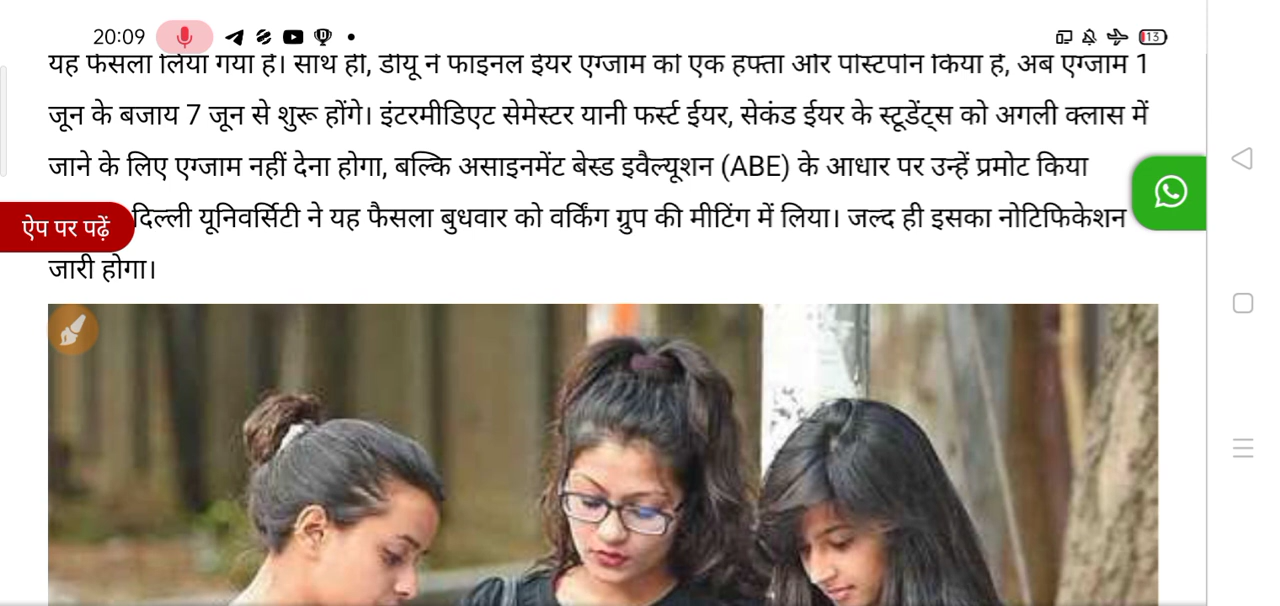 20:09
13
यह फैसला लिया गया है। साथ ही, डीयू ने फाइनल ईयर एग्जाम को एक हफ्ता और पोस्टपोन किया है, अब एग्जाम 1
जून के बजाय 7 जून से शुरू होंगे। इंटरमीडिएट सेमेस्टर यानी फर्स्ट ईयर, सेकंड ईयर के स्टूडेंट्स को अगली क्लास में
जाने के लिए एग्जाम नहीं देना होगा, बल्कि असाइनमेंट बेस्ड इवैल्यूशन (ABE) के आधार पर उन्हें प्रमोट किया
ऐप पर पढ़ें
दिल्ली यूनिवर्सिटी ने यह फैसला बुधवार को वर्किंग ग्रुप की मीटिंग में लिया। जल्द ही इसका नोटिफिकेशन
जारी होगा।